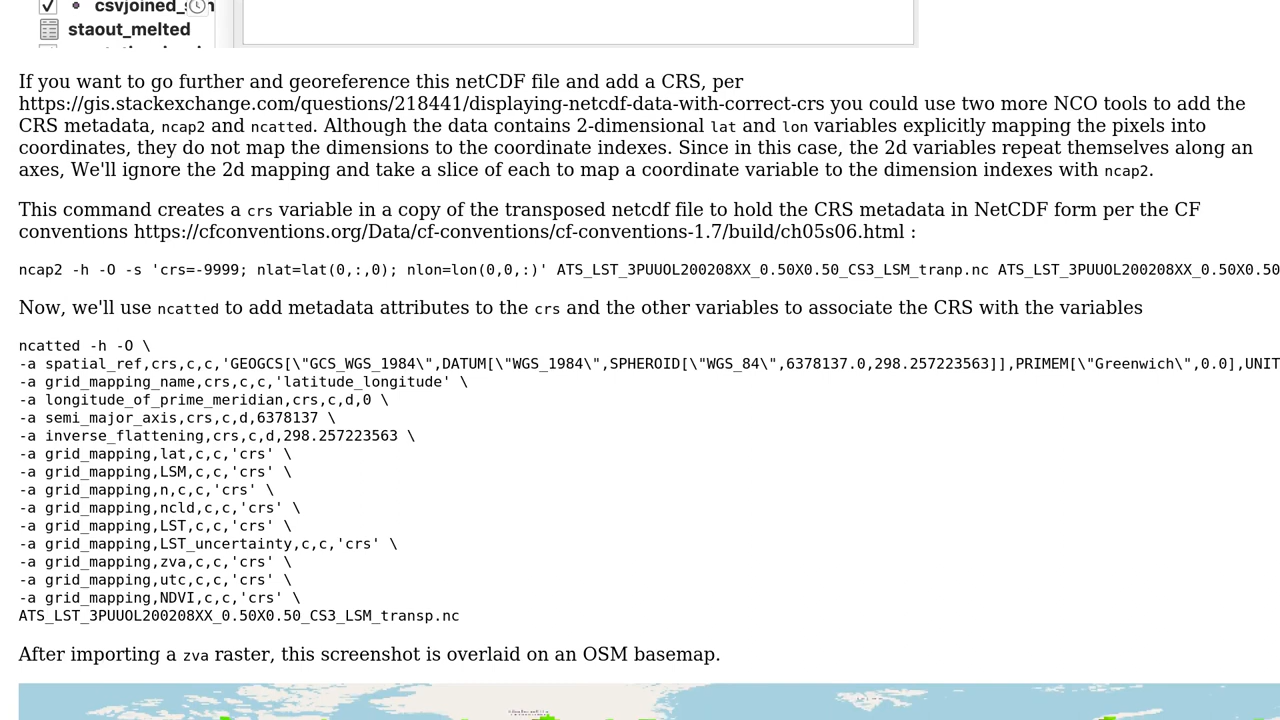 csvjoined_s
staout_melted
If you want to go further and georeference this netCDF file and add a CRS, per
https://gis.stackexchange.com/questions/218441/displaying-netcdf-data-with-correct-crs you could use two more NCO tools to add the
CRS metadata, ncap2 and ncatted. Although the data contains 2-dimensional lat and lon variables explicitly mapping the pixels into
coordinates, they do not map the dimensions to the coordinate indexes. Since in this case, the 2d variables repeat themselves along an
axes, We'll ignore the 2d mapping and take a slice of each to map a coordinate variable to the dimension indexes with ncap2.
This command creates a crs variable in a copy of the transposed netcdf file to hold the CRS metadata in NetCDF form per the CF
conventions https://cfconventions.org/Data/cf-conventions/cf-conventions-1.7/build/ch05s06.html :
ncap2 -h -O -s 'crs=-9999; nlat=lat(0,:,0); nlon=lon(0,0,:)' ATS_LST_3PUUOL200208XX_0.50X0.50_CS3_LSM_tranp.nc ATS_LST_3PUUOL200208XX_0.50X0.50
Now, we'll use ncatted to add metadata attributes to the crs and the other variables to associate the CRS with the variables
ncatted -h -O \
-a spatial_ref,crs,c,c,'GEOGCS[\"GCS_WGS_1984\",DATUM[\"WGS_1984\",SPHEROID[\"WGS_84\",6378137.0,298.257223563]],PRIMEM[\"Greenwich\",0.0],UNIT
-a grid_mapping_name,crs,c,c,'latitude_longitude' \
-a longitude_of_prime_meridian,crs,c,d,0 \
-a semi_major_axis,crs,c,d,6378137 \
-a inverse_flattening,crs,c,d,298.257223563 \
-a grid_mapping,lat,c,c,'crs' \
-a grid_mapping,LSM,c,c,'crs' \
-a grid_mapping,n,c,c,'crs' \
-a grid_mapping,ncld,c,c,'crs' \
-a grid_mapping,LST,c,c,'crs' \
-a grid_mapping,LST_uncertainty,c,c,'crs' \
-a grid_mapping,zva,c,c,'crs' \
-a grid_mapping,utc,c,c,'crs' \
-a grid_mapping,NDVI,c,c,'crs' \
ATS_LST_3PUUOL200208XX_0.50X0.50_CS3_LSM_transp.nc
After importing a zva raster, this screenshot is overlaid on an OSM basemap.